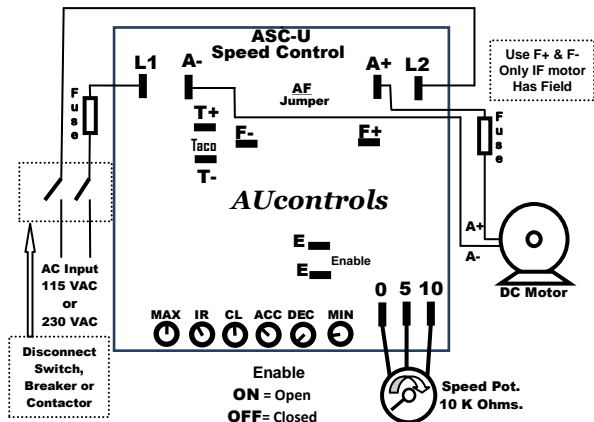 ASC-U
Speed Control
L1
A-
A+
L2
AF
Jumper
Use F+ & F-
Only IF motor
Has Field
Fuse
Fuse
T+
Taco
T-
F-
F+
AUcontrols
A+
A-
DC Motor
E
E
Enable
AC Input
115 VAC
or
230 VAC
0 5 10
MAX IR CL ACC DEC MIN
Disconnect
Switch,
Breaker or
Contactor
Enable
ON = Open
OFF= Closed
Speed Pot.
10 K Ohms.